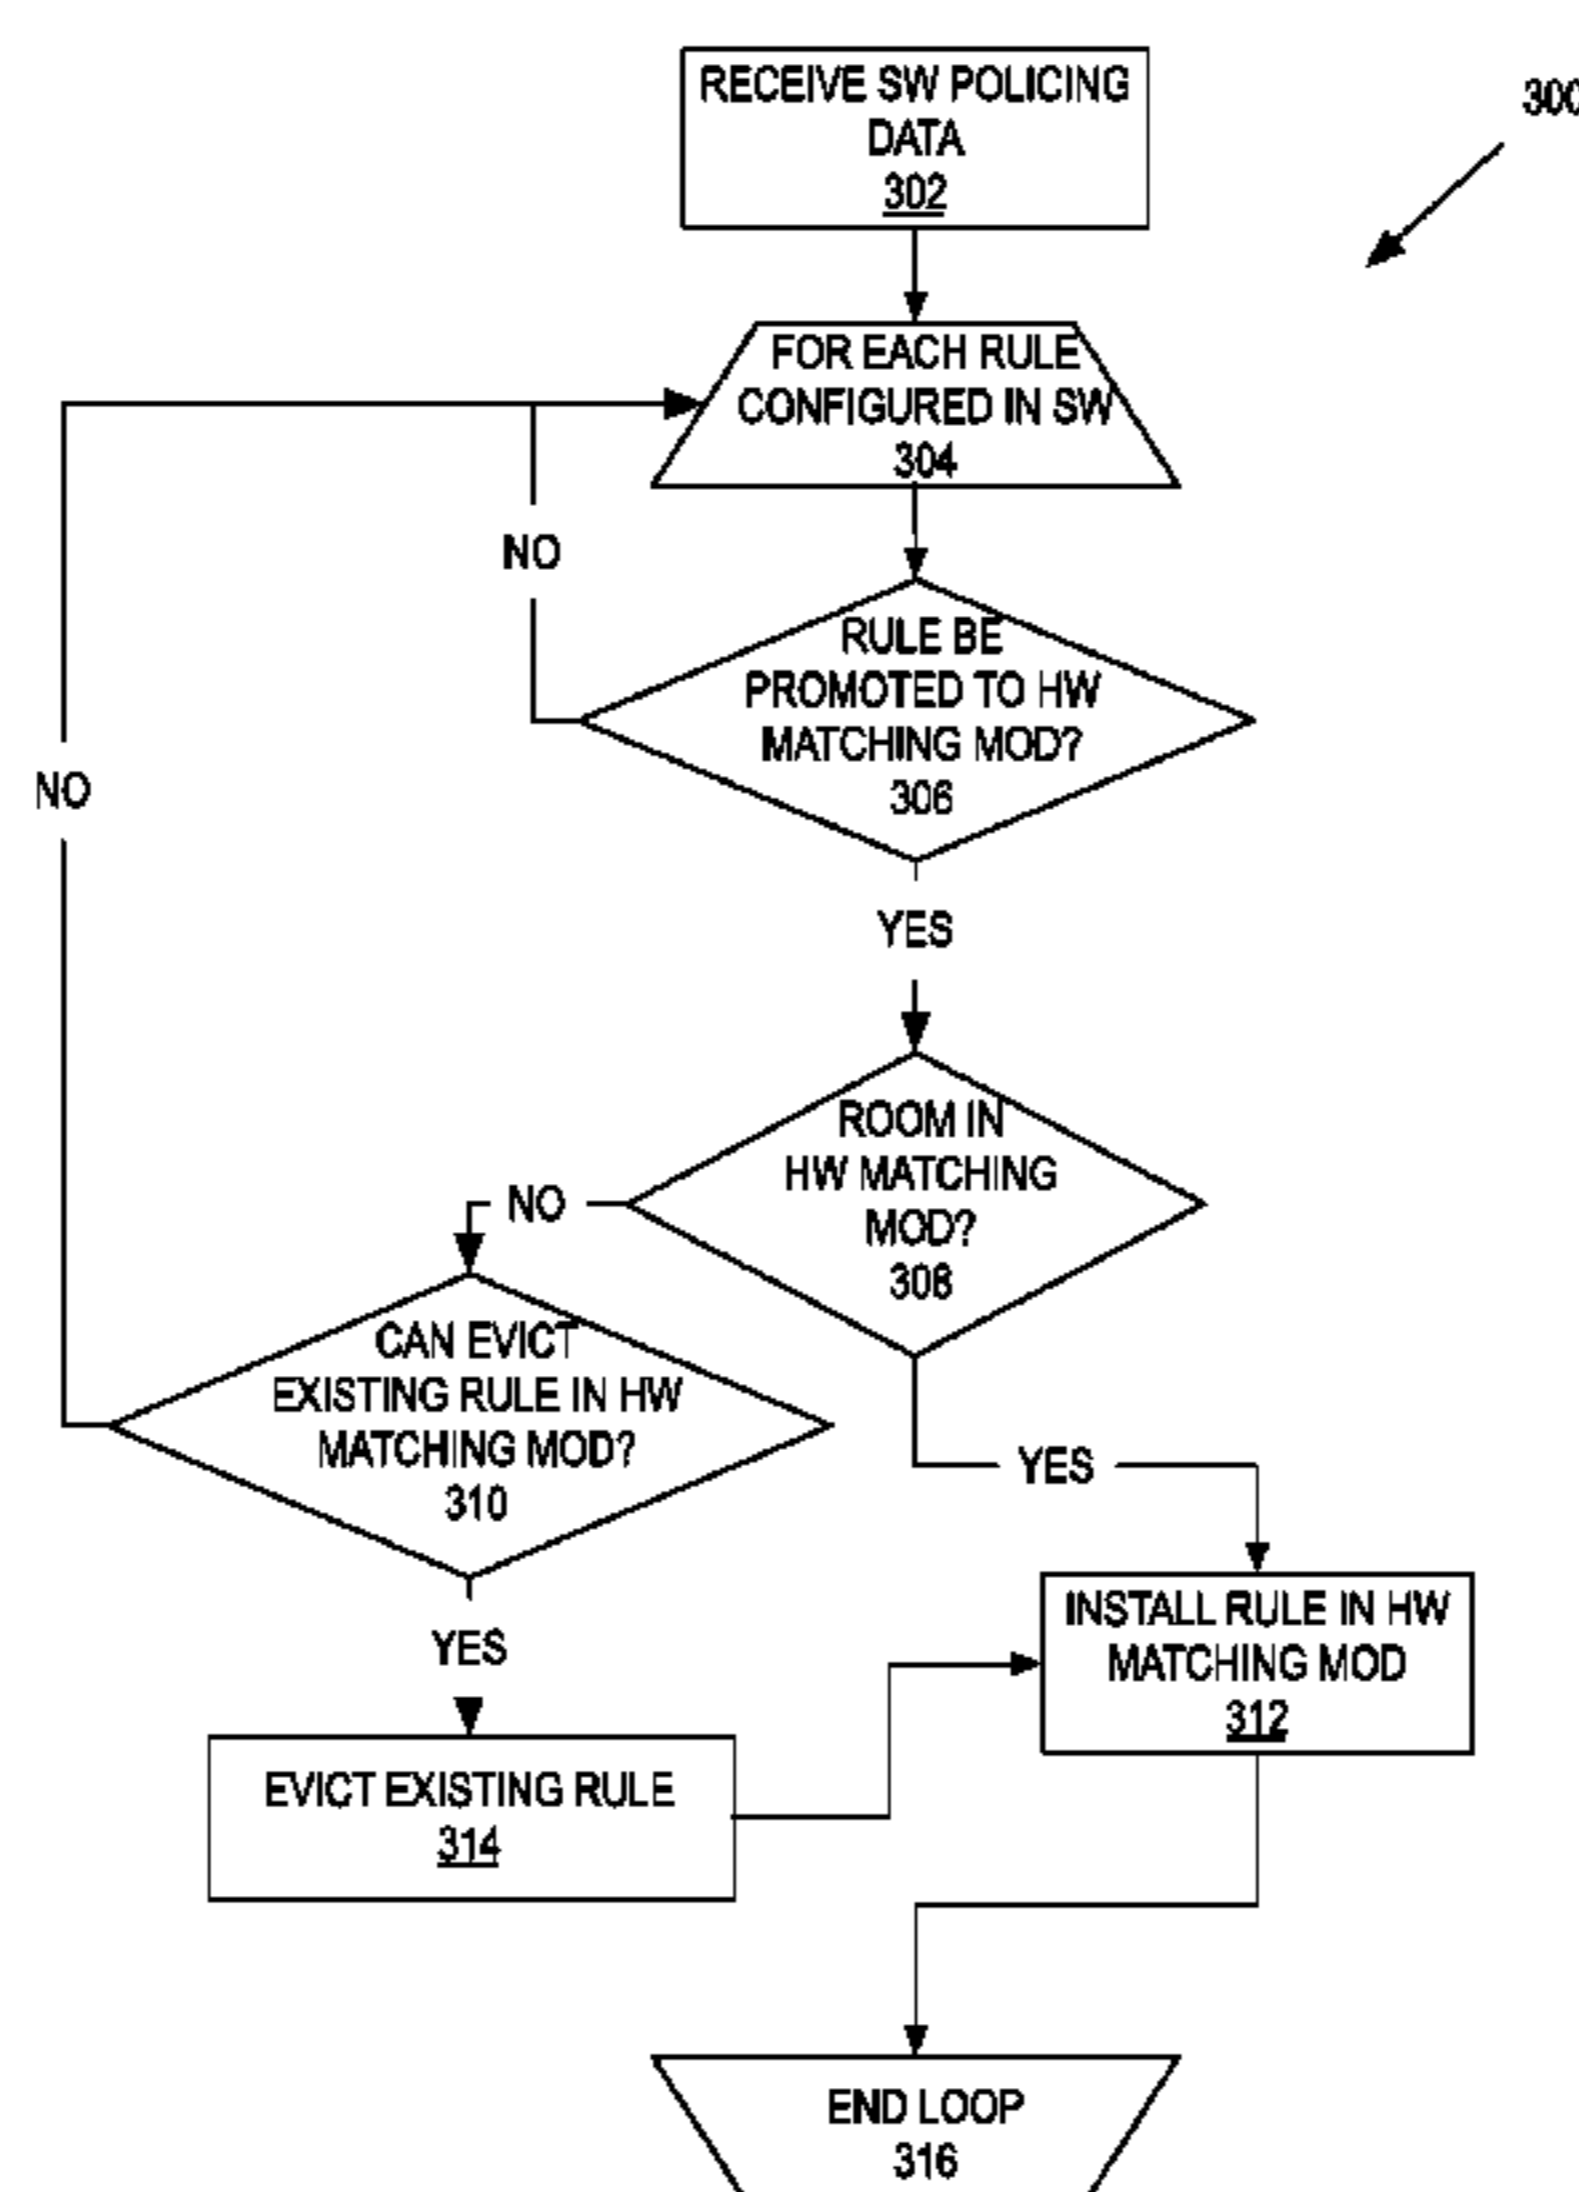 RECEIVE SW POLICING
DATA
302
300
FOR EACH RULE
CONFIGURED IN SW
304
NO
RULE BE
PROMOTED TO HW
MATCHING MOD?
306
NO
YES
ROOM IN
HW MATCHING
MOD?
308
NO
CAN EVICT
EXISTING RULE IN HW
MATCHING MOD?
310
YES
INSTALL RULE IN HW
MATCHING MOD
312
YES
EVICT EXISTING RULE
314
END LOOP
316